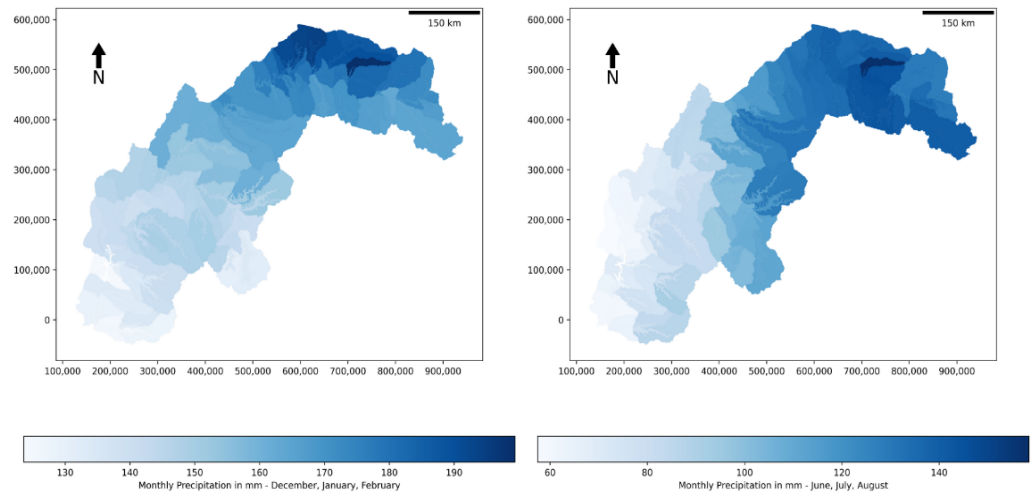 150 km
N
600,000
500,000
400,000
300,000
200,000
100,000
0
100,000 200,000 300,000 400,000 500,000 600,000 700,000 800,000 900,000
130 140 150 160 170 180 190
Monthly Precipitation in mm - December, January, February
150 km
N
600,000
500,000
400,000
300,000
200,000
100,000
0
100,000 200,000 300,000 400,000 500,000 600,000 700,000 800,000 900,000
60 80 100 120 140
Monthly Precipitation in mm - June, July, August